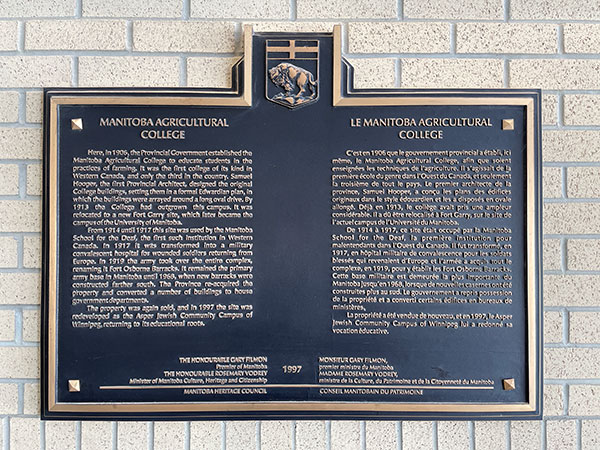 MANITOBA AGRICULTURAL
COLLEGE
Here, in 1906, the Provincial Government established the
Manitoba Agricultural College to educate students in the
practices of farming. It was the first college of its kind in
Western Canada, and only the third in the country. Samuel
Hooper, the first Provincial Architect, designed the original
College buildings, setting them in a formal Edwardian plan, in
which the buildings were arrayed around a long oval drive. By
1913 the College had outgrown this campus. It was
relocated to a new Fort Garry site, which later became the
campus of the University of Manitoba.
From 1914 until 1917 this site was used by the Manitoba
School for the Deaf, the first such institution in Western
Canada. In 1917 it was transformed into a military
convalescent hospital for wounded soldiers returning from
Europe. In 1919 the army took over the entire complex,
renaming it Fort Osborne Barracks. It remained the primary
army base in Manitoba until 1968, when new barracks were
constructed farther south. The Province re-acquired the
property and converted a number of buildings to house
government departments.
The property was again sold, and in 1997 the site was
redeveloped as the Asper Jewish Community Campus of
Winnipeg, returning to its educational roots.
THE HONOURABLE GARY FILMON
Premier of Manitoba
THE HONOURABLE ROSEMARY VODREY
Minister of Manitoba Culture, Heritage and Citizenship
MANITOBA HERITAGE COUNCIL
1997
LE MANITOBA AGRICULTURAL
COLLEGE
C'est en 1906 que le gouvernement provincial a établi, ici
même, le Manitoba Agricultural College, afin que soient
enseignées les techniques de l'agriculture. Il s'agissait de la
première école du genre dans l'Ouest du Canada, et seulement
la troisième de tout le pays. Le premier architecte de la
province, Samuel Hooper, a conçu les plans des édifices
originaux dans le style édouardien et les a disposés en ovale
allongé. Déjà en 1913, le collège avait pris une ampleur
considérable. Il a dû être relocalisé à Fort Garry, sur le site de
l'actuel campus de l'Université du Manitoba.
De 1914 à 1917, ce site était occupé par la Manitoba
School for the Deaf, la première institution pour
malentendants dans l'Ouest du Canada. Il fut transformé, en
1917, en hôpital militaire de convalescence pour les soldats
blessés qui revenaient d'Europe et l'armée a acquis tout le
complexe, en 1919, pour y établir les Fort Osborne Barracks.
Cette base militaire est demeurée la plus importante du
Manitoba jusqu'en 1968, lorsque de nouvelles casernes ont été
construites plus au sud. Le gouvernement a repris possession
de la propriété et a converti certains édifices en bureaux de
ministères.
La propriété a été vendue de nouveau, et en 1997, le Asper
Jewish Community Campus of Winnipeg lui a redonné sa
vocation éducative.
MONSIEUR GARY FILMON,
premier ministre du Manitoba
MADAME ROSEMARY VODREY,
ministre de la Culture, du Patrimoine et de la Citoyenneté du Manitoba
CONSEIL MANITOBAIN DU PATRIMOINE